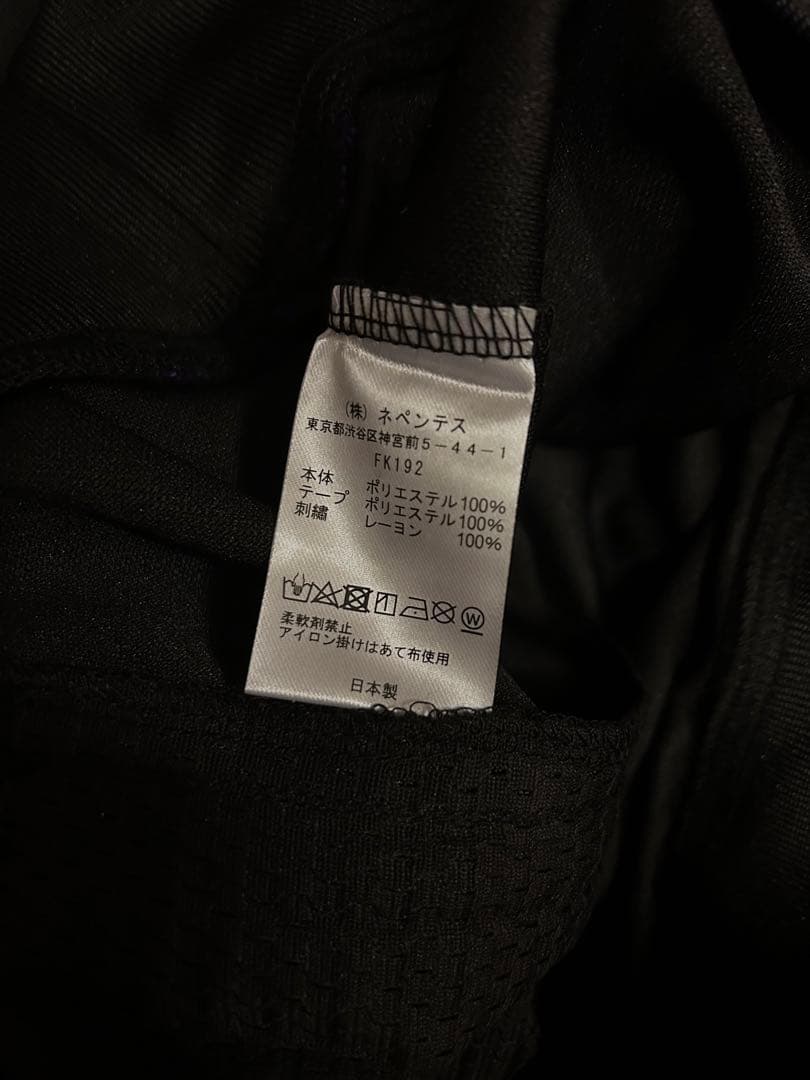 (株) ネペンテス
東京都渋谷区神宮前5-44-1
FK192
本体 ポリエステル100%
テープ ポリエステル100%
刺繍 レーヨン 100%
W
柔軟剤禁止
アイロン掛けはあて布使用
日本製